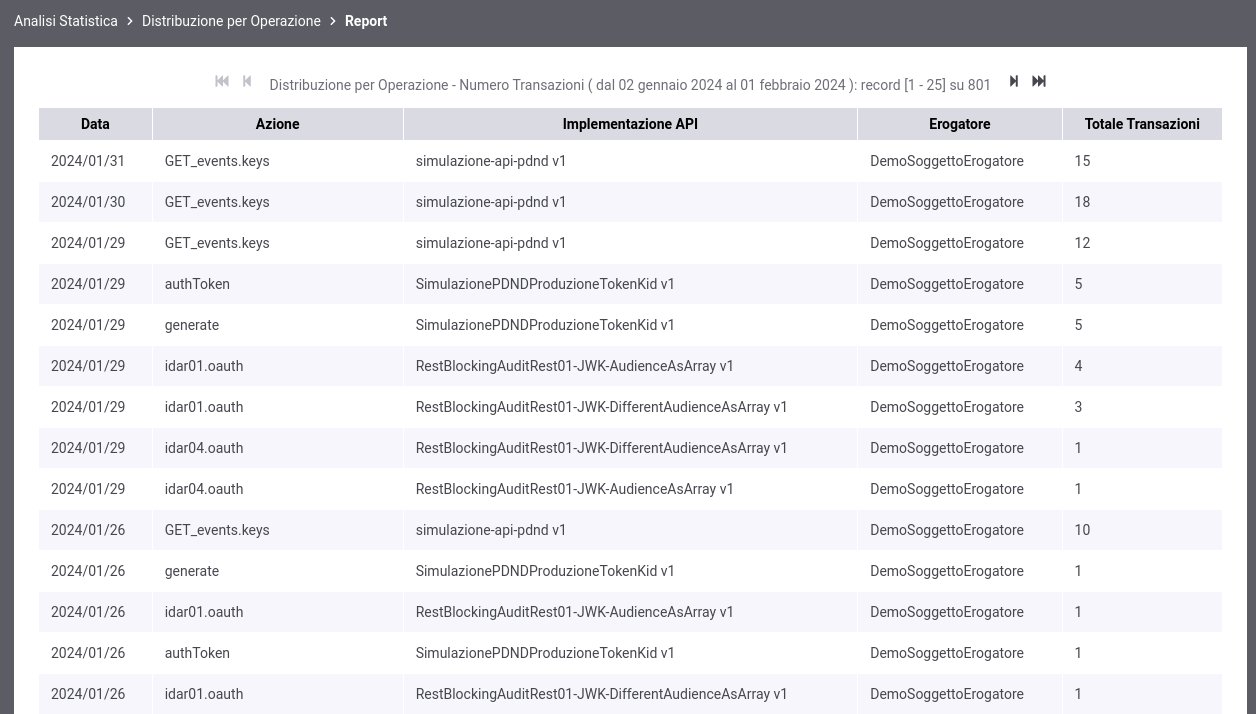 Analisi Statistica > Distribuzione per Operazione > Report
Distribuzione per Operazione - Numero Transazioni ( dal 02 gennaio 2024 al 01 febbraio 2024 ): record [1 - 25] su 801
Data Azione Implementazione API Erogatore Totale Transazioni
2024/01/31 GET_events.keys simulazione-api-pdnd v1 DemoSoggettoErogatore 15
2024/01/30 GET_events.keys simulazione-api-pdnd v1 DemoSoggettoErogatore 18
2024/01/29 GET_events.keys simulazione-api-pdnd v1 DemoSoggettoErogatore 12
2024/01/29 authToken SimulazionePDNDProduzioneTokenKid v1 DemoSoggettoErogatore 5
2024/01/29 generate SimulazionePDNDProduzioneTokenKid v1 DemoSoggettoErogatore 5
2024/01/29 idar01.oauth RestBlockingAuditRest01-JWK-AudienceAsArray v1 DemoSoggettoErogatore 4
2024/01/29 idar01.oauth RestBlockingAuditRest01-JWK-DifferentAudienceAsArray v1 DemoSoggettoErogatore 3
2024/01/29 idar04.oauth RestBlockingAuditRest01-JWK-DifferentAudienceAsArray v1 DemoSoggettoErogatore 1
2024/01/29 idar04.oauth RestBlockingAuditRest01-JWK-AudienceAsArray v1 DemoSoggettoErogatore 1
2024/01/26 GET_events.keys simulazione-api-pdnd v1 DemoSoggettoErogatore 10
2024/01/26 generate SimulazionePDNDProduzioneTokenKid v1 DemoSoggettoErogatore 1
2024/01/26 idar01.oauth RestBlockingAuditRest01-JWK-AudienceAsArray v1 DemoSoggettoErogatore 1
2024/01/26 authToken SimulazionePDNDProduzioneTokenKid v1 DemoSoggettoErogatore 1
2024/01/26 idar01.oauth RestBlockingAuditRest01-JWK-DifferentAudienceAsArray v1 DemoSoggettoErogatore 1